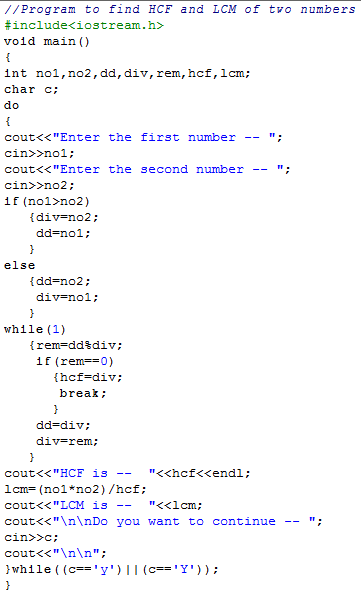 //Program to find HCF and LCM of two numbers
#include<iostream.h>
void main()
{
int no1,no2,dd,div,rem,hcf,lcm;
char c;
do
{
cout<<"Enter the first number -- ";
cin>>no1;
cout<<"Enter the second number -- ";
cin>>no2;
if(no1>no2)
   {div=no2;
    dd=no1;
   }
else
   {dd=no2;
    div=no1;
   }
while(1)
   {rem=dd%div;
    if(rem==0)
      {hcf=div;
       break;
      }
    dd=div;
    div=rem;
   }
cout<<"HCF is --  "<<hcf<<endl;
lcm=(no1*no2)/hcf;
cout<<"LCM is --  "<<lcm;
cout<<"\n\nDo you want to continue -- ";
cin>>c;
cout<<"\n\n";
}while((c=='y')||(c=='Y'));
}